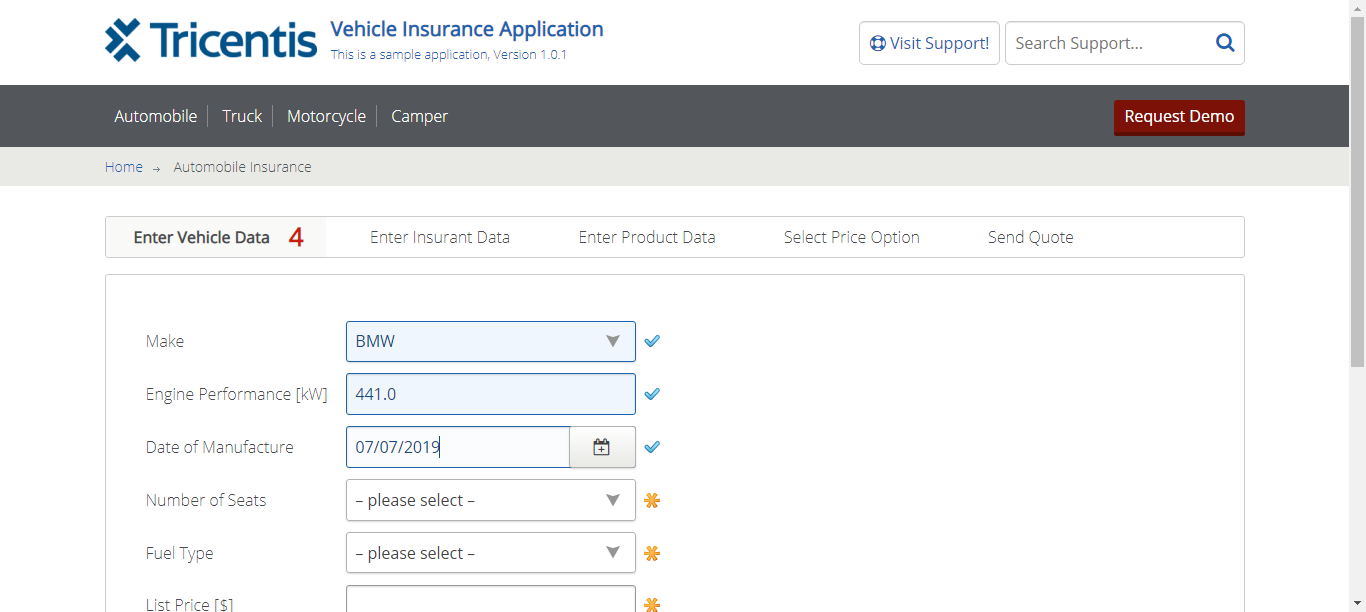 Tricentis
Vehicle Insurance Application
This is a sample application, Version 1.0.1
Visit Support!
Search Support...
Automobile
Truck
Motorcycle
Camper
Request Demo
Home → Automobile Insurance
Enter Vehicle Data 4
Enter Insurant Data
Enter Product Data
Select Price Option
Send Quote
Make
BMW
Engine Performance [kW]
441.0
Date of Manufacture
07/07/2019
Number of Seats
– please select –
Fuel Type
– please select –
List Price [$]